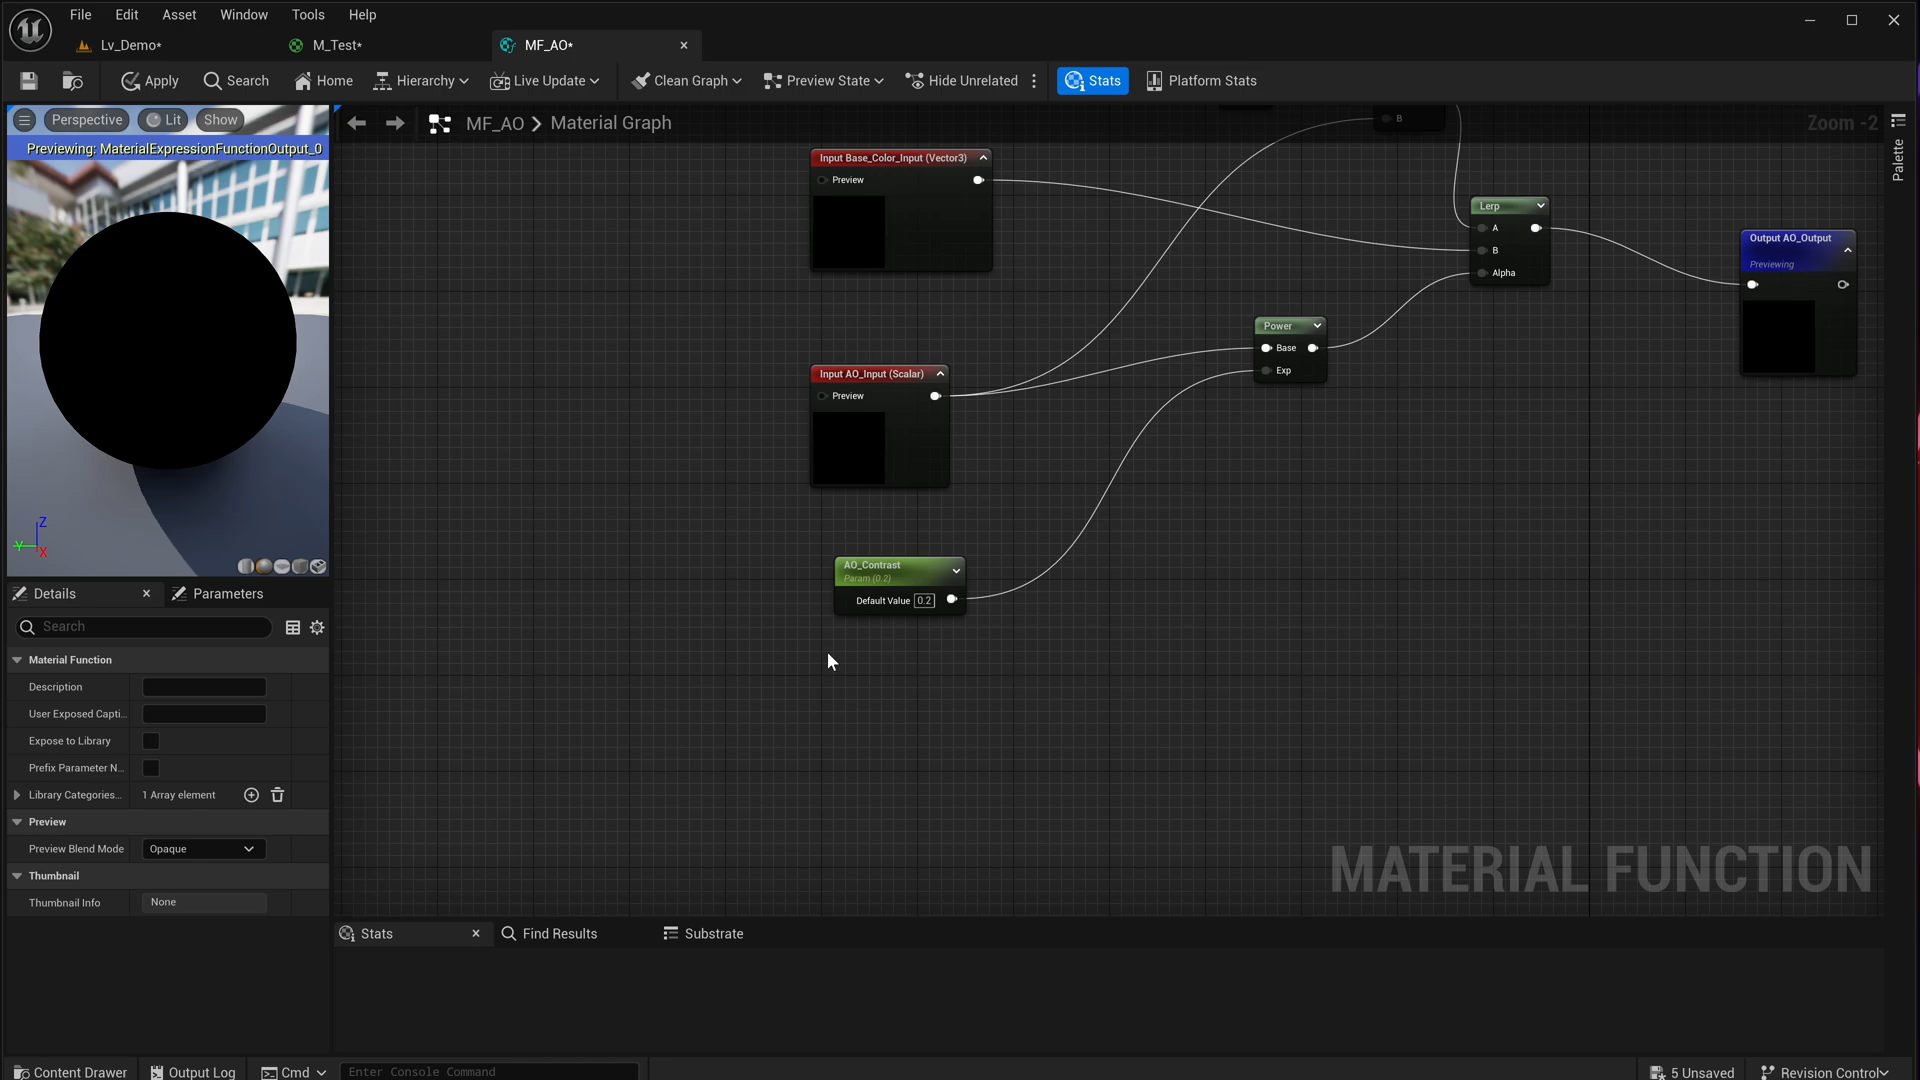 File Edit Asset Window Tools Help
Lv_Demo* M_Test* MF_AO*
Apply Search Home Hierarchy Live Update Clean Graph Preview State Hide Unrelated Stats Platform Stats
Perspective Lit Show
Previewing: MaterialExpressionFunctionOutput_0
MF_AO Material Graph
Zoom -2
Palette
B
Input Base_Color_Input (Vector3)
Preview
Lerp
A
B
Alpha
Output AO_Output
Previewing
Power
Base
Exp
Input AO_Input (Scalar)
Preview
AO_Contrast
Param (0.2)
Default Value 0.2
Z
Y
X
Details Parameters
Search
Material Function
Description
User Exposed Capti...
Expose to Library
Prefix Parameter N...
Library Categories... 1 Array element
Preview
Preview Blend Mode Opaque
Thumbnail
Thumbnail Info None
MATERIAL FUNCTION
Stats Find Results Substrate
Content Drawer Output Log Cmd Enter Console Command 5 Unsaved Revision Control